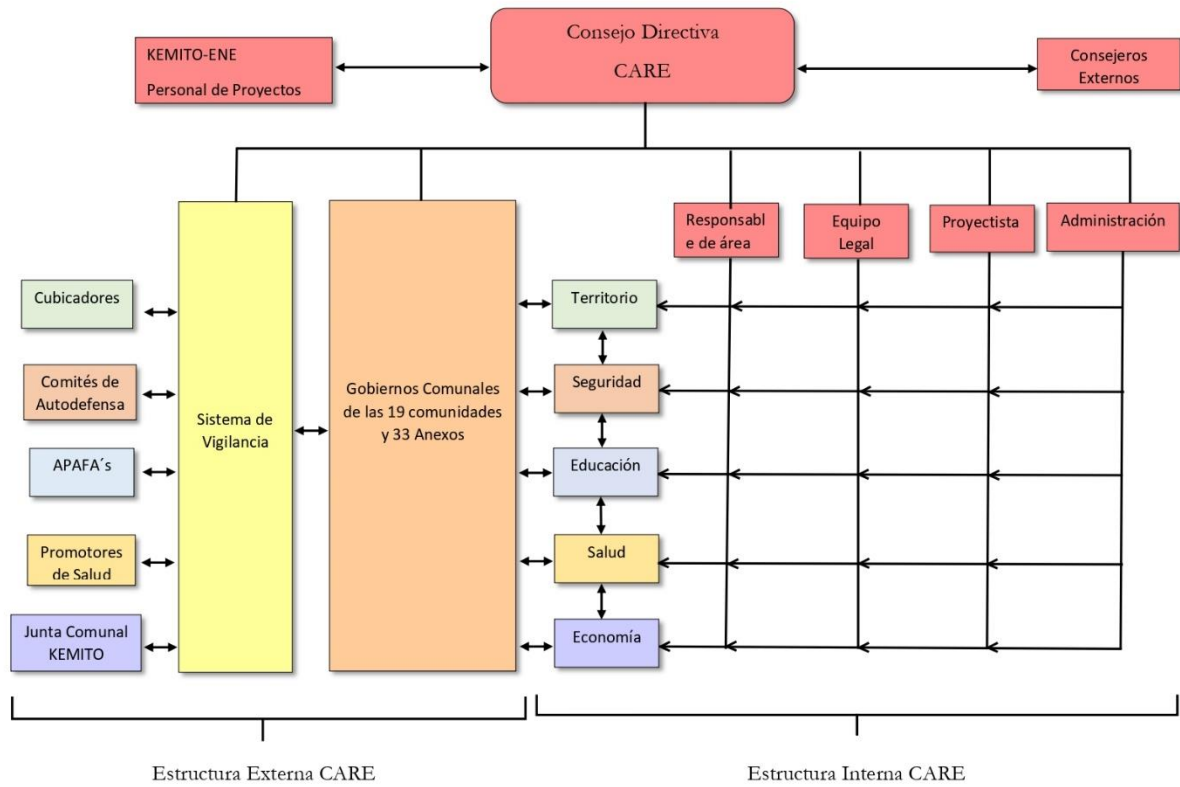 Consejo Directiva
CARE
KEMITO-ENE
Personal de Proyectos
Consejeros
Externos
Responsabl
e de área
Equipo
Legal
Proyectista
Administración
Cubicadores
Comités de
Autodefensa
APAFA´s
Promotores
de Salud
Junta Comunal
KEMITO
Sistema de
Vigilancia
Gobiernos Comunales
de las 19 comunidades
y 33 Anexos
Territorio
Seguridad
Educación
Salud
Economía
Estructura Externa CARE
Estructura Interna CARE